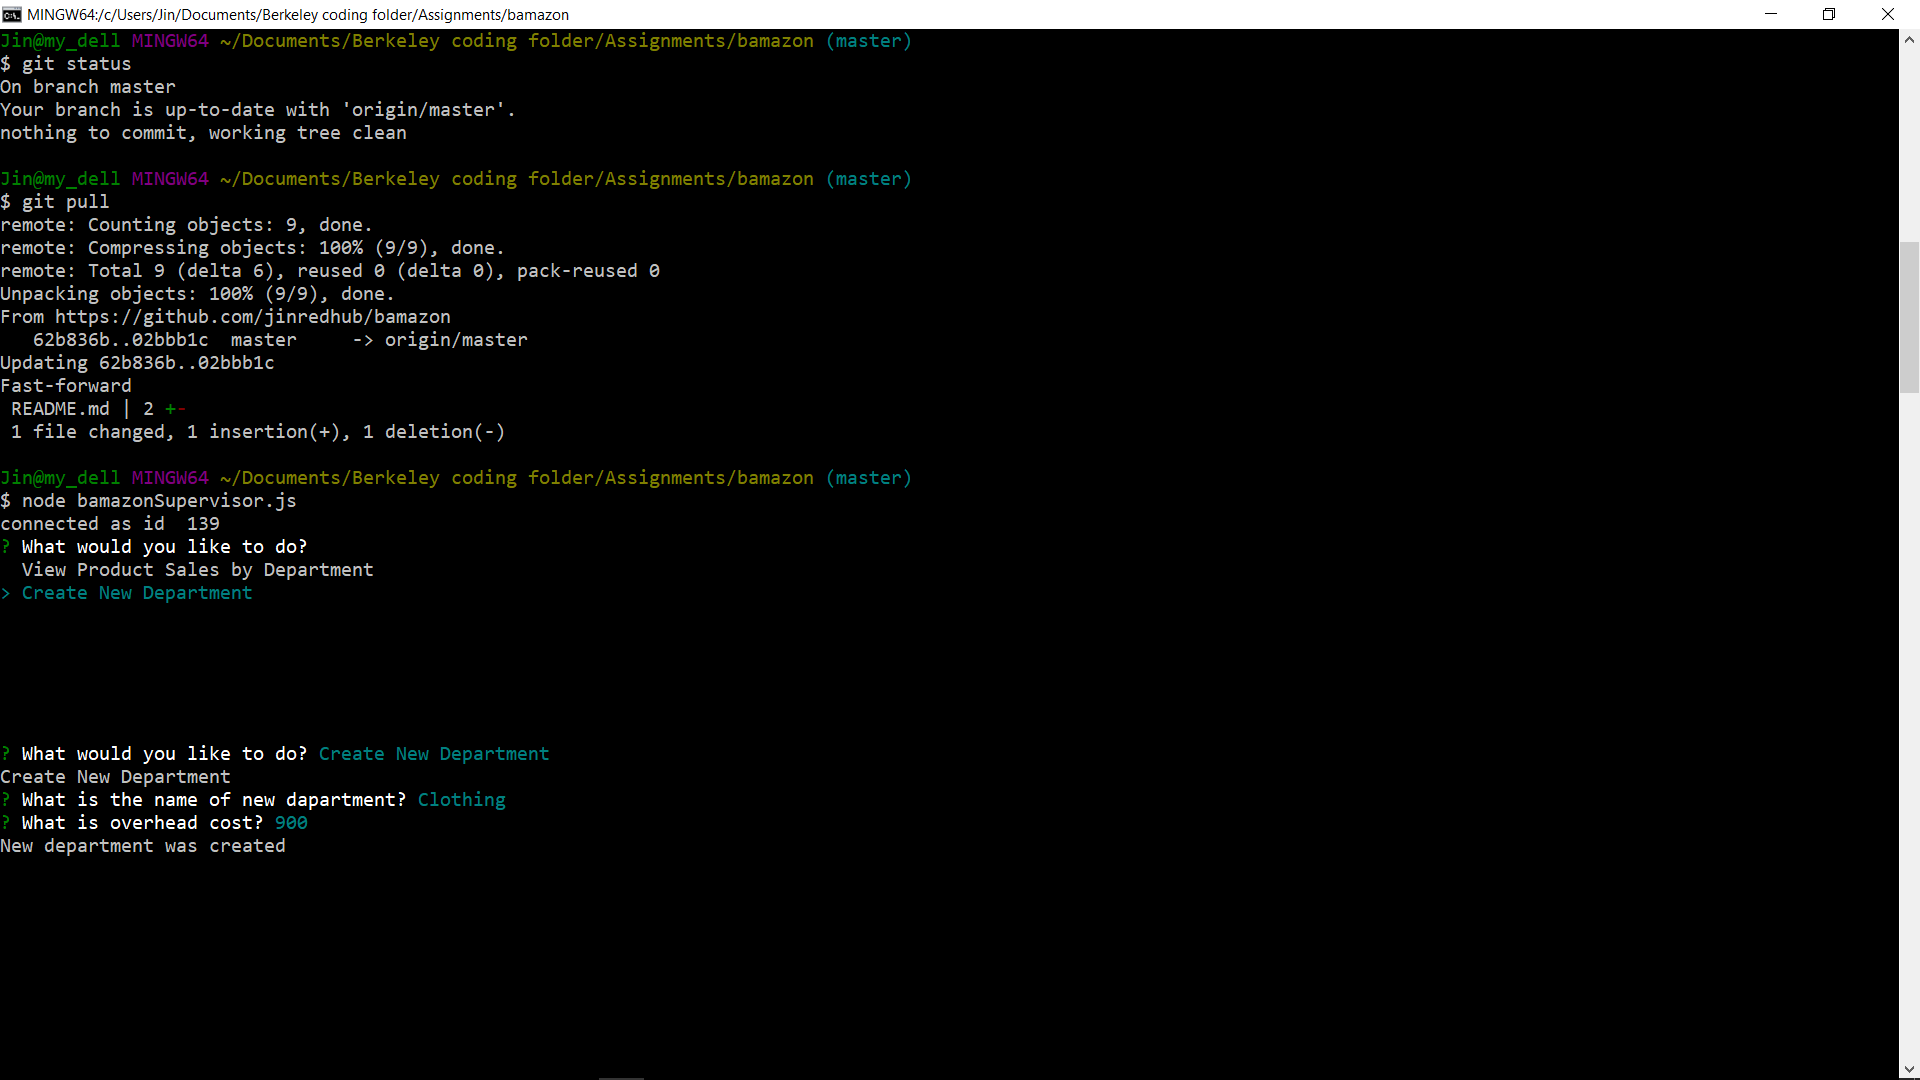 MINGW64:/c/Users/Jin/Documents/Berkeley coding folder/Assignments/bamazon
Jin@my_dell MINGW64 ~/Documents/Berkeley coding folder/Assignments/bamazon (master)
$ git status
On branch master
Your branch is up-to-date with 'origin/master'.
nothing to commit, working tree clean
Jin@my_dell MINGW64 ~/Documents/Berkeley coding folder/Assignments/bamazon (master)
$ git pull
remote: Counting objects: 9, done.
remote: Compressing objects: 100% (9/9), done.
remote: Total 9 (delta 6), reused 0 (delta 0), pack-reused 0
Unpacking objects: 100% (9/9), done.
From https://github.com/jinredhub/bamazon
   62b836b..02bbb1c  master     -> origin/master
Updating 62b836b..02bbb1c
Fast-forward
 README.md | 2 +-
 1 file changed, 1 insertion(+), 1 deletion(-)
Jin@my_dell MINGW64 ~/Documents/Berkeley coding folder/Assignments/bamazon (master)
$ node bamazonSupervisor.js
connected as id  139
? What would you like to do?
  View Product Sales by Department
> Create New Department
? What would you like to do? Create New Department
Create New Department
? What is the name of new dapartment? Clothing
? What is overhead cost? 900
New department was created